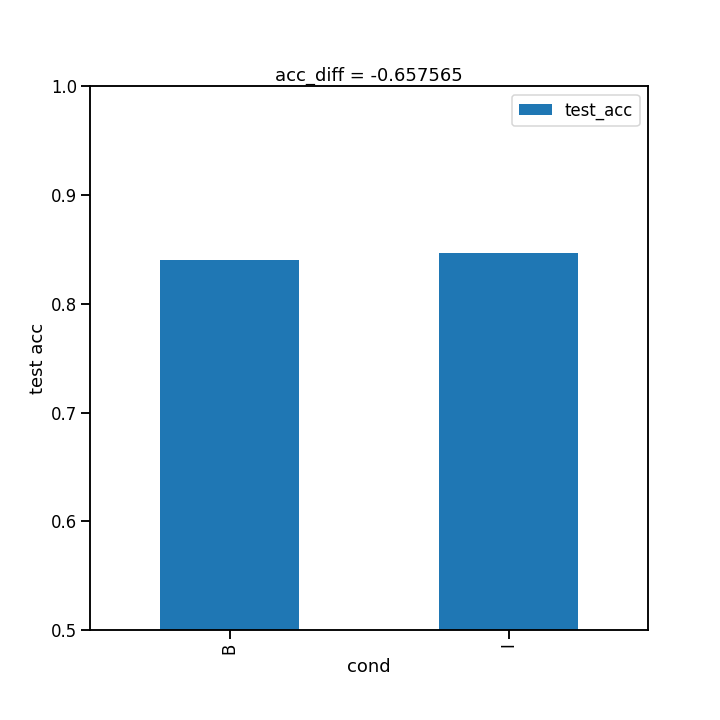 acc_diff = -0.657565
1.0
test_acc
0.9
0.8
test acc
0.7
0.6
0.5
B
I
cond